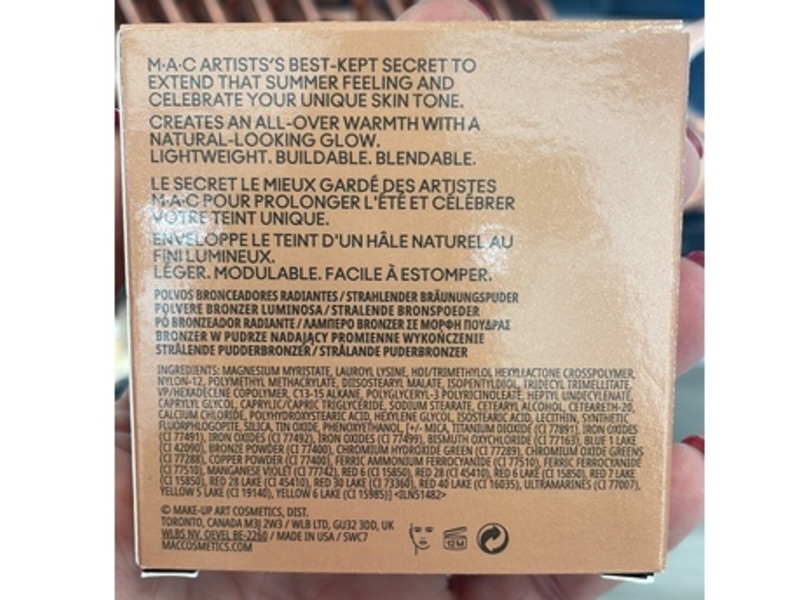 M·A·C ARTISTS'S BEST-KEPT SECRET TO
EXTEND THAT SUMMER FEELING AND
CELEBRATE YOUR UNIQUE SKIN TONE.
CREATES AN ALL-OVER WARMTH WITH A
NATURAL-LOOKING GLOW.
LIGHTWEIGHT. BUILDABLE. BLENDABLE.
LE SECRET LE MIEUX GARDÉ DES ARTISTES
M·A·C POUR PROLONGER L'ÉTÉ ET CÉLÉBRER
VOTRE TEINT UNIQUE.
ENVELOPPE LE TEINT D'UN HÂLE NATUREL AU
FINI LUMINEUX.
LÉGER. MODULABLE. FACILE À ESTOMPER.
POLVOS BRONCEADORES RADIANTES / STRAHLENDER BRÄUNUNGSPUDER
POLVERE BRONZER LUMINOSA / STRALENDE BRONSPOEDER
PÓ BRONZEADOR RADIANTE / ΛΑΜΠΕΡΟ BRONZER ΣΕ ΜΟΡΦΗ ΠΟΥΔΡΑΣ
BRONZER W PUDRZE NADAJĄCY PROMIENNE WYKOŃCZENIE
STRÅLENDE PUDDERBRONZER / STRÅLANDE PUDERBRONZER
INGREDIENTS: MAGNESIUM MYRISTATE, LAUROYL LYSINE, HDI/TRIMETHYLOL HEXYLLACTONE CROSSPOLYMER,
NYLON-12, POLYMETHYL METHACRYLATE, DIISOSTEARYL MALATE, ISOPENTYLDIOL, TRIDECYL TRIMELLITATE,
VP/HEXADECENE COPOLYMER, C13-15 ALKANE, POLYGLYCERYL-3 POLYRICINOLEATE, HEPTYL UNDECYLENATE,
CAPRYLYL GLYCOL, CAPRYLIC/CAPRIC TRIGLYCERIDE, SODIUM STEARATE, CETEARYL ALCOHOL, CETEARETH-20,
CALCIUM CHLORIDE, POLYHYDROXYSTEARIC ACID, HEXYLENE GLYCOL, ISOSTEARIC ACID, LECITHIN, SYNTHETIC
FLUORPHLOGOPITE, SILICA, TIN OXIDE, PHENOXYETHANOL, [+/- MICA, TITANIUM DIOXIDE (CI 77891), IRON OXIDES
(CI 77491), IRON OXIDES (CI 77492), IRON OXIDES (CI 77499), BISMUTH OXYCHLORIDE (CI 77163), BLUE 1 LAKE
(CI 42090), BRONZE POWDER (CI 77400), CHROMIUM HYDROXIDE GREEN (CI 77289), CHROMIUM OXIDE GREENS
(CI 77288), COPPER POWDER (CI 77400), FERRIC AMMONIUM FERROCYANIDE (CI 77510), FERRIC FERROCYANIDE
(CI 77510), MANGANESE VIOLET (CI 77742), RED 6 (CI 15850), RED 28 (CI 45410), RED 6 LAKE (CI 15850), RED 7 LAKE
(CI 15850), RED 28 LAKE (CI 45410), RED 30 LAKE (CI 73360), RED 40 LAKE (CI 16035), ULTRAMARINES (CI 77007),
YELLOW 5 LAKE (CI 19140), YELLOW 6 LAKE (CI 15985)] <ILN51482>
© MAKE-UP ART COSMETICS, DIST.
TORONTO, CANADA M3J 2W3 / WLB LTD, GU32 3DD, UK
WLBS NV, OEVEL BE-2260 / MADE IN USA / SWC7
MACCOSMETICS.COM
12 M